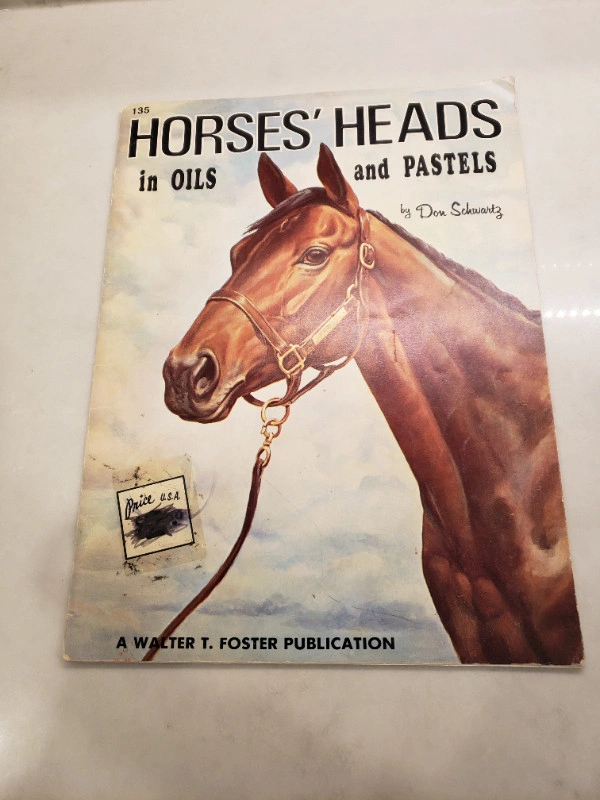 135
HORSES' HEADS
in OILS and PASTELS
by Don Schwartz
Price U.S.A.
A WALTER T. FOSTER PUBLICATION